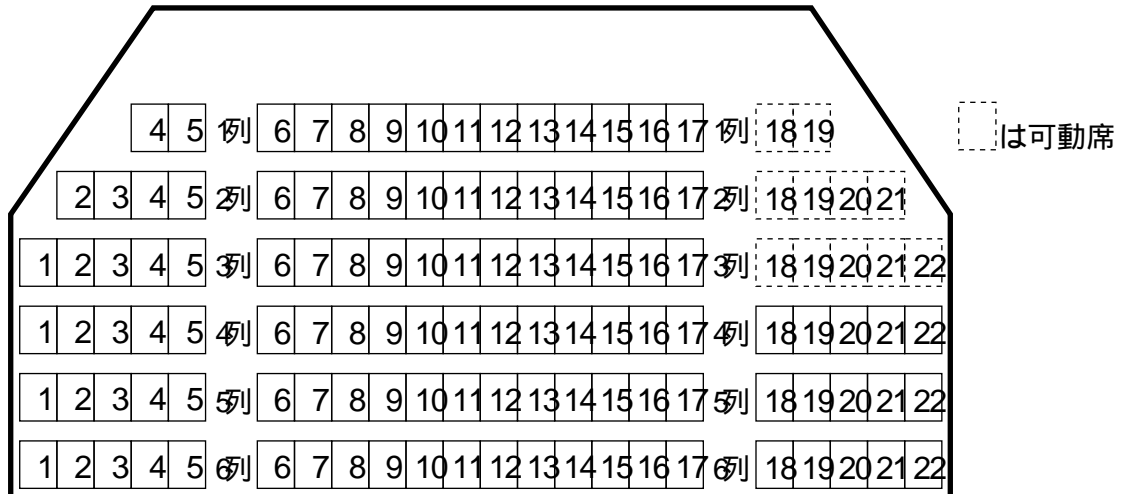 4 5 1列 6 7 8 9 10 11 12 13 14 15 16 17 1列 18 19 は可動席
2 3 4 5 2列 6 7 8 9 10 11 12 13 14 15 16 17 2列 18 19 20 21
1 2 3 4 5 3列 6 7 8 9 10 11 12 13 14 15 16 17 3列 18 19 20 21 22
1 2 3 4 5 4列 6 7 8 9 10 11 12 13 14 15 16 17 4列 18 19 20 21 22
1 2 3 4 5 5列 6 7 8 9 10 11 12 13 14 15 16 17 5列 18 19 20 21 22
1 2 3 4 5 6列 6 7 8 9 10 11 12 13 14 15 16 17 6列 18 19 20 21 22